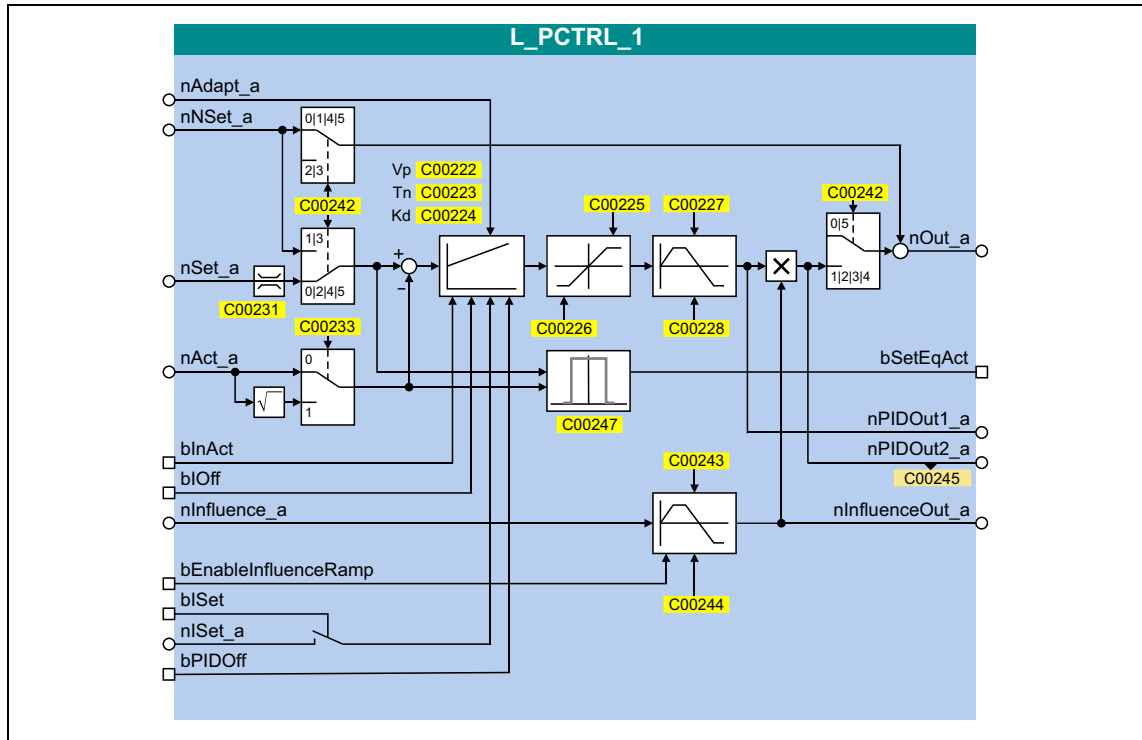 L_PCTRL_1
nAdapt_a
nNSet_a
0|1|4|5
2|3
Vp C00222
Tn C00223
Kd C00224
C00242
C00225
C00227
C00242
1|3
0|5
nOut_a
nSet_a
+
−
0|2|4|5
1|2|3|4
C00231
C00226
C00228
C00233
nAct_a
0
√
1
bSetEqAct
C00247
nPIDOut1_a
bInAct
nPIDOut2_a
C00243
C00245
bIOff
nInfluence_a
nInfluenceOut_a
bEnableInfluenceRamp
C00244
bISet
nISet_a
bPIDOff